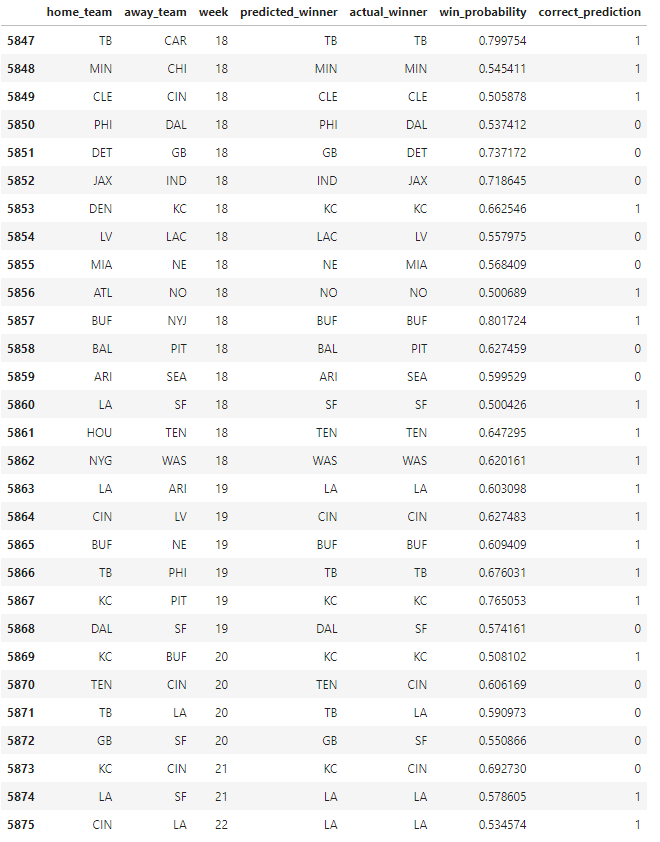 home_team away_team week predicted_winner actual_winner win_probability correct_prediction
5847 TB CAR 18 TB TB 0.799754 1
5848 MIN CHI 18 MIN MIN 0.545411 1
5849 CLE CIN 18 CLE CLE 0.505878 1
5850 PHI DAL 18 PHI DAL 0.537412 0
5851 DET GB 18 GB DET 0.737172 0
5852 JAX IND 18 IND JAX 0.718645 0
5853 DEN KC 18 KC KC 0.662546 1
5854 LV LAC 18 LAC LV 0.557975 0
5855 MIA NE 18 NE MIA 0.568409 0
5856 ATL NO 18 NO NO 0.500689 1
5857 BUF NYJ 18 BUF BUF 0.801724 1
5858 BAL PIT 18 BAL PIT 0.627459 0
5859 ARI SEA 18 ARI SEA 0.599529 0
5860 LA SF 18 SF SF 0.500426 1
5861 HOU TEN 18 TEN TEN 0.647295 1
5862 NYG WAS 18 WAS WAS 0.620161 1
5863 LA ARI 19 LA LA 0.603098 1
5864 CIN LV 19 CIN CIN 0.627483 1
5865 BUF NE 19 BUF BUF 0.609409 1
5866 TB PHI 19 TB TB 0.676031 1
5867 KC PIT 19 KC KC 0.765053 1
5868 DAL SF 19 DAL SF 0.574161 0
5869 KC BUF 20 KC KC 0.508102 1
5870 TEN CIN 20 TEN CIN 0.606169 0
5871 TB LA 20 TB LA 0.590973 0
5872 GB SF 20 GB SF 0.550866 0
5873 KC CIN 21 KC CIN 0.692730 0
5874 LA SF 21 LA LA 0.578605 1
5875 CIN LA 22 LA LA 0.534574 1